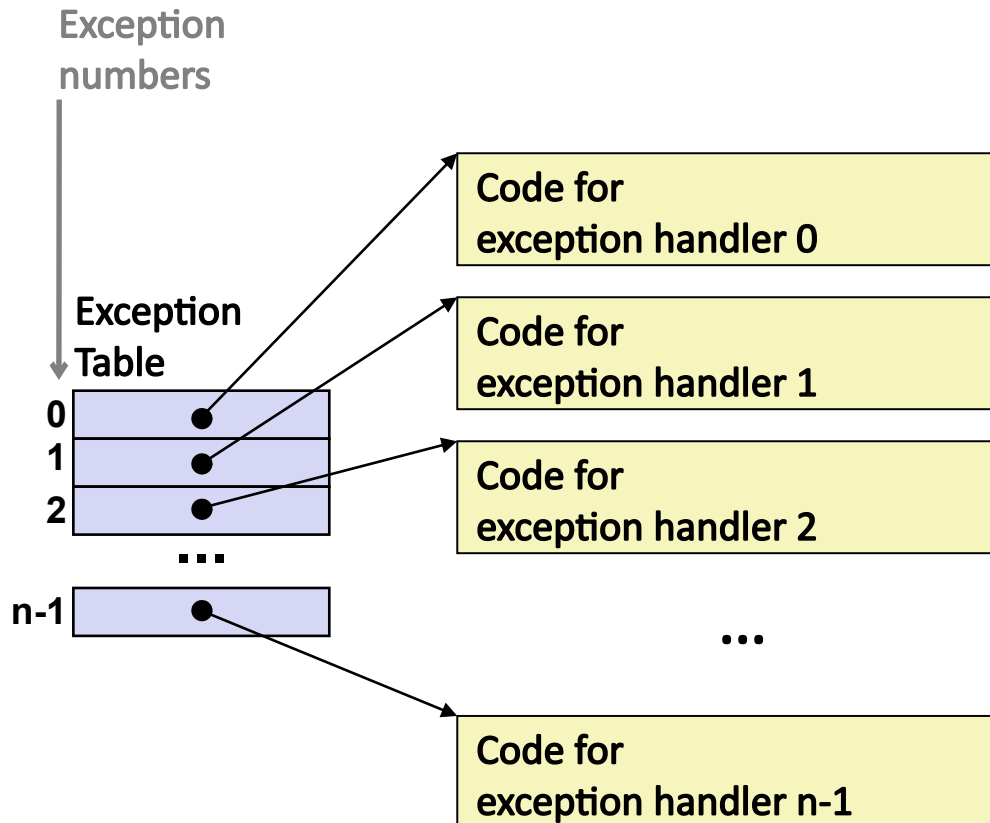 Exception
numbers
Exception
Table
0
1
2
...
n-1
Code for
exception handler 0
Code for
exception handler 1
Code for
exception handler 2
...
Code for
exception handler n-1